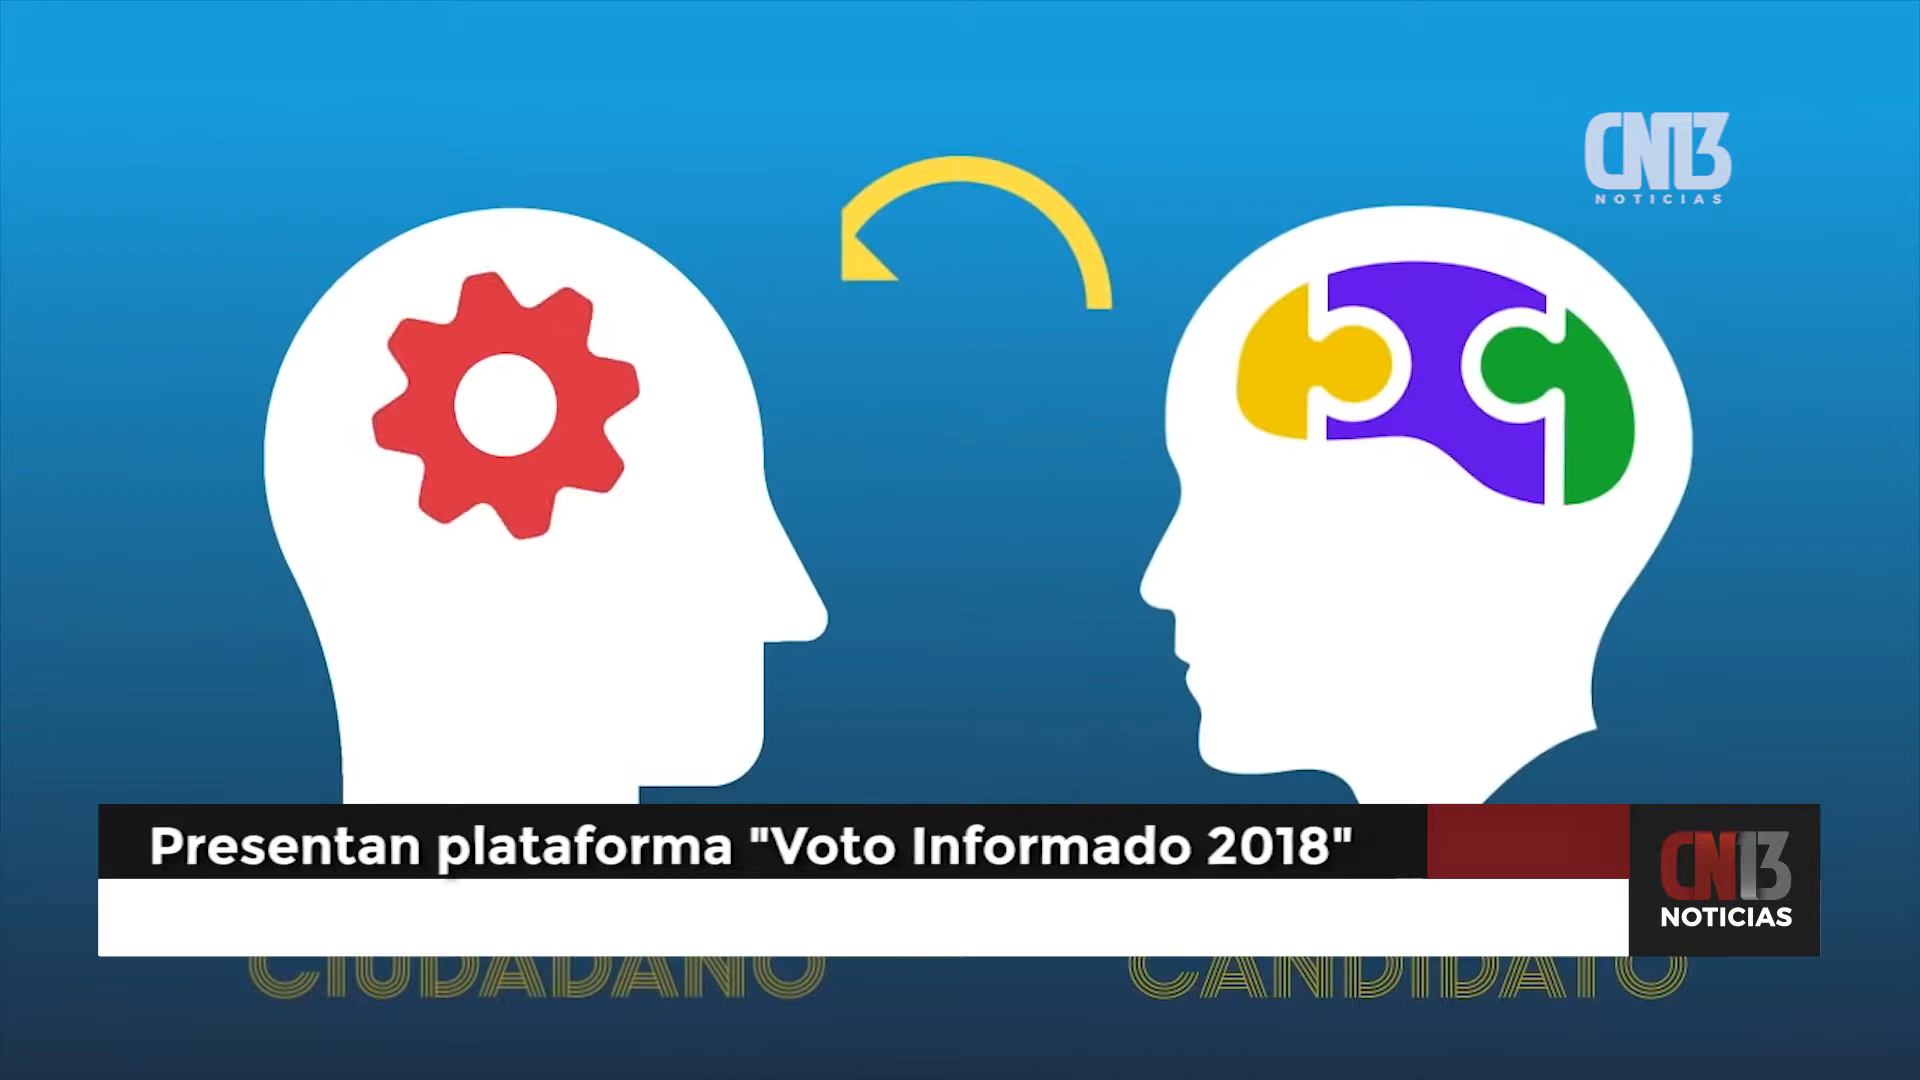 CN13
NOTICIAS
Presentan plataforma "Voto Informado 2018"
CN13
NOTICIAS
CIUDADANO
CANDIDATO